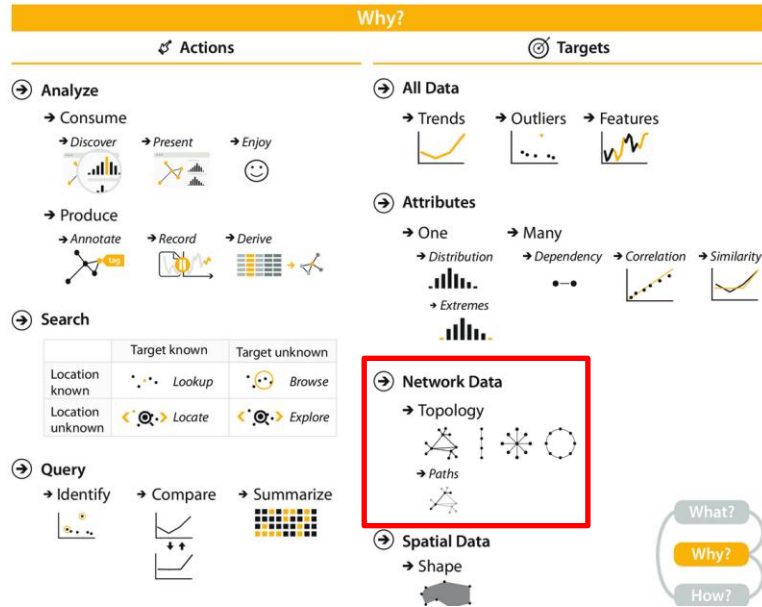 Why?
Actions
Analyze
Consume
Discover
Present
Enjoy
Produce
Annotate
Record
Derive
tag
Search
Target known
Target unknown
Location known
Lookup
Browse
Location unknown
Locate
Explore
Query
Identify
Compare
Summarize
Targets
All Data
Trends
Outliers
Features
Attributes
One
Many
Distribution
Dependency
Correlation
Similarity
Extremes
Network Data
Topology
Paths
Spatial Data
Shape
What?
Why?
How?